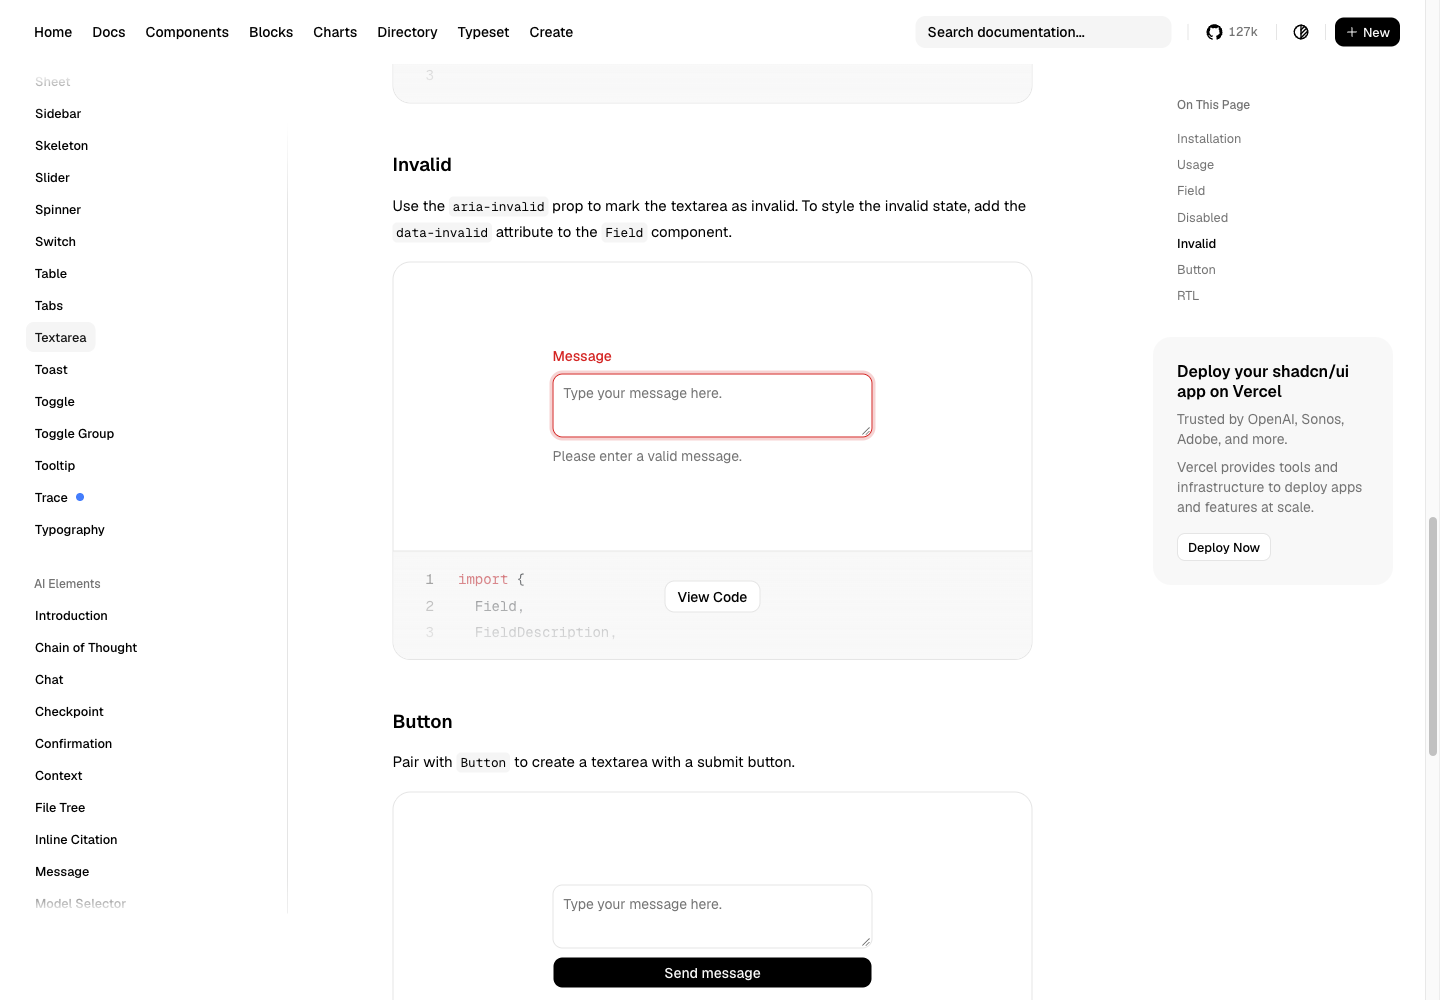 Home Docs Components Blocks Charts Directory Typeset Create
Search documentation...
127k
New
Sheet
Sidebar
Skeleton
Slider
Spinner
Switch
Table
Tabs
Textarea
Toast
Toggle
Toggle Group
Tooltip
Trace
Typography
AI Elements
Introduction
Chain of Thought
Chat
Checkpoint
Confirmation
Context
File Tree
Inline Citation
Message
Model Selector
3
Invalid
Use the aria-invalid prop to mark the textarea as invalid. To style the invalid state, add the
data-invalid attribute to the Field component.
Message
Type your message here.
Please enter a valid message.
1 import {
2 Field,
3 FieldDescription,
View Code
Button
Pair with Button to create a textarea with a submit button.
Type your message here.
Send message
On This Page
Installation
Usage
Field
Disabled
Invalid
Button
RTL
Deploy your shadcn/ui
app on Vercel
Trusted by OpenAI, Sonos,
Adobe, and more.
Vercel provides tools and
infrastructure to deploy apps
and features at scale.
Deploy Now